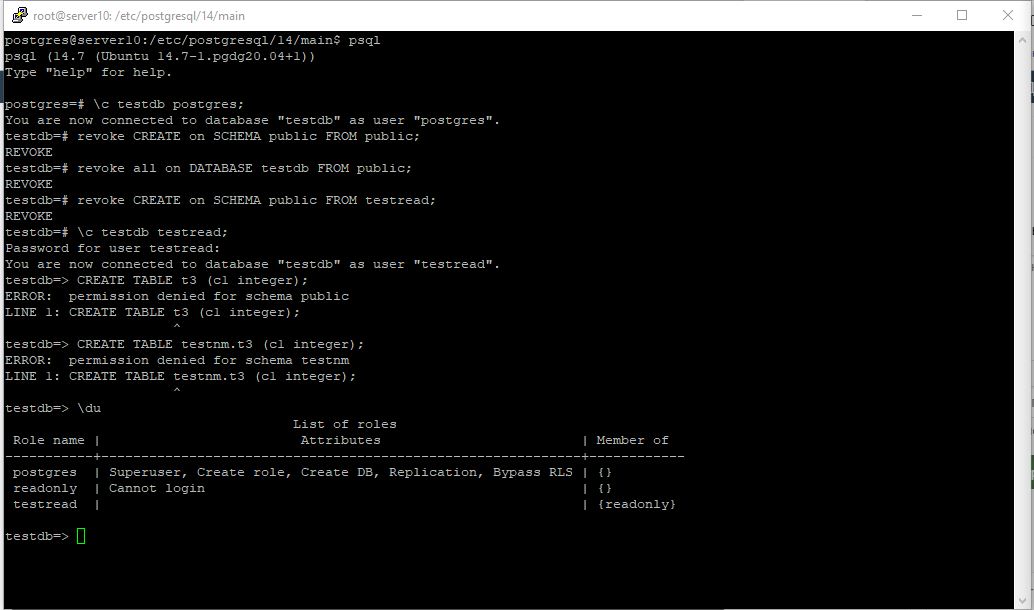 root@server10: /etc/postgresql/14/main
postgres@server10:/etc/postgresql/14/main$ psql
psql (14.7 (Ubuntu 14.7-1.pgdg20.04+1))
Type "help" for help.
postgres=# \c testdb postgres;
You are now connected to database "testdb" as user "postgres".
testdb=# revoke CREATE on SCHEMA public FROM public;
REVOKE
testdb=# revoke all on DATABASE testdb FROM public;
REVOKE
testdb=# revoke CREATE on SCHEMA public FROM testread;
REVOKE
testdb=# \c testdb testread;
Password for user testread:
You are now connected to database "testdb" as user "testread".
testdb=> CREATE TABLE t3 (c1 integer);
ERROR:  permission denied for schema public
LINE 1: CREATE TABLE t3 (c1 integer);
                     ^
testdb=> CREATE TABLE testnm.t3 (c1 integer);
ERROR:  permission denied for schema testnm
LINE 1: CREATE TABLE testnm.t3 (c1 integer);
                     ^
testdb=> \du
                                    List of roles
 Role name |                         Attributes                         | Member of
-----------+------------------------------------------------------------+------------
 postgres  | Superuser, Create role, Create DB, Replication, Bypass RLS | {}
 readonly  | Cannot login                                               | {}
 testread  |                                                            | {readonly}
testdb=>